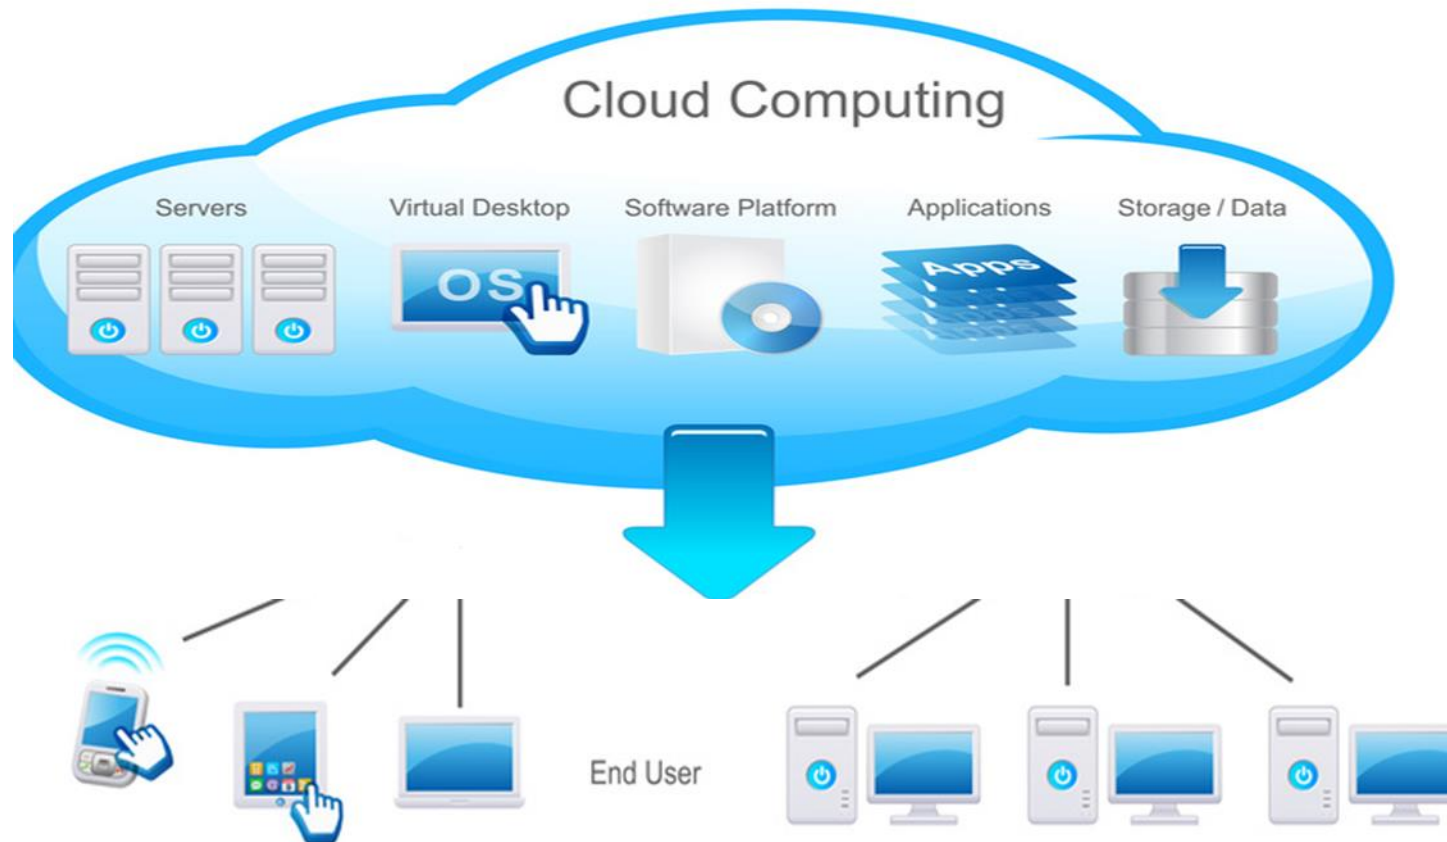 Cloud Computing
Servers
Virtual Desktop
Software Platform
Applications
Storage / Data
OS
Apps
End User